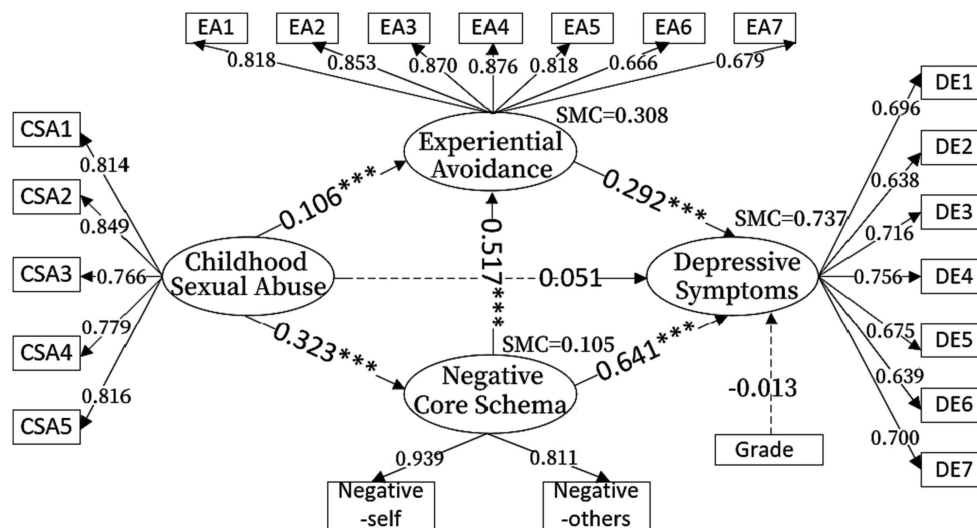 EA1 EA2 EA3 EA4 EA5 EA6 EA7
0.818 0.853 0.870 0.876 0.818 0.666 0.679
SMC=0.308
Experiential
Avoidance
CSA1
CSA2
CSA3
CSA4
CSA5
0.814
0.849
0.766
0.779
0.816
Childhood
Sexual Abuse
0.106***
0.292***
0.517***
0.051
0.323***
0.641***
SMC=0.737
Depressive
Symptoms
SMC=0.105
Negative
Core Schema
0.939 0.811
Negative
-self
Negative
-others
-0.013
Grade
0.696
0.638
0.716
0.756
0.675
0.639
0.700
DE1
DE2
DE3
DE4
DE5
DE6
DE7